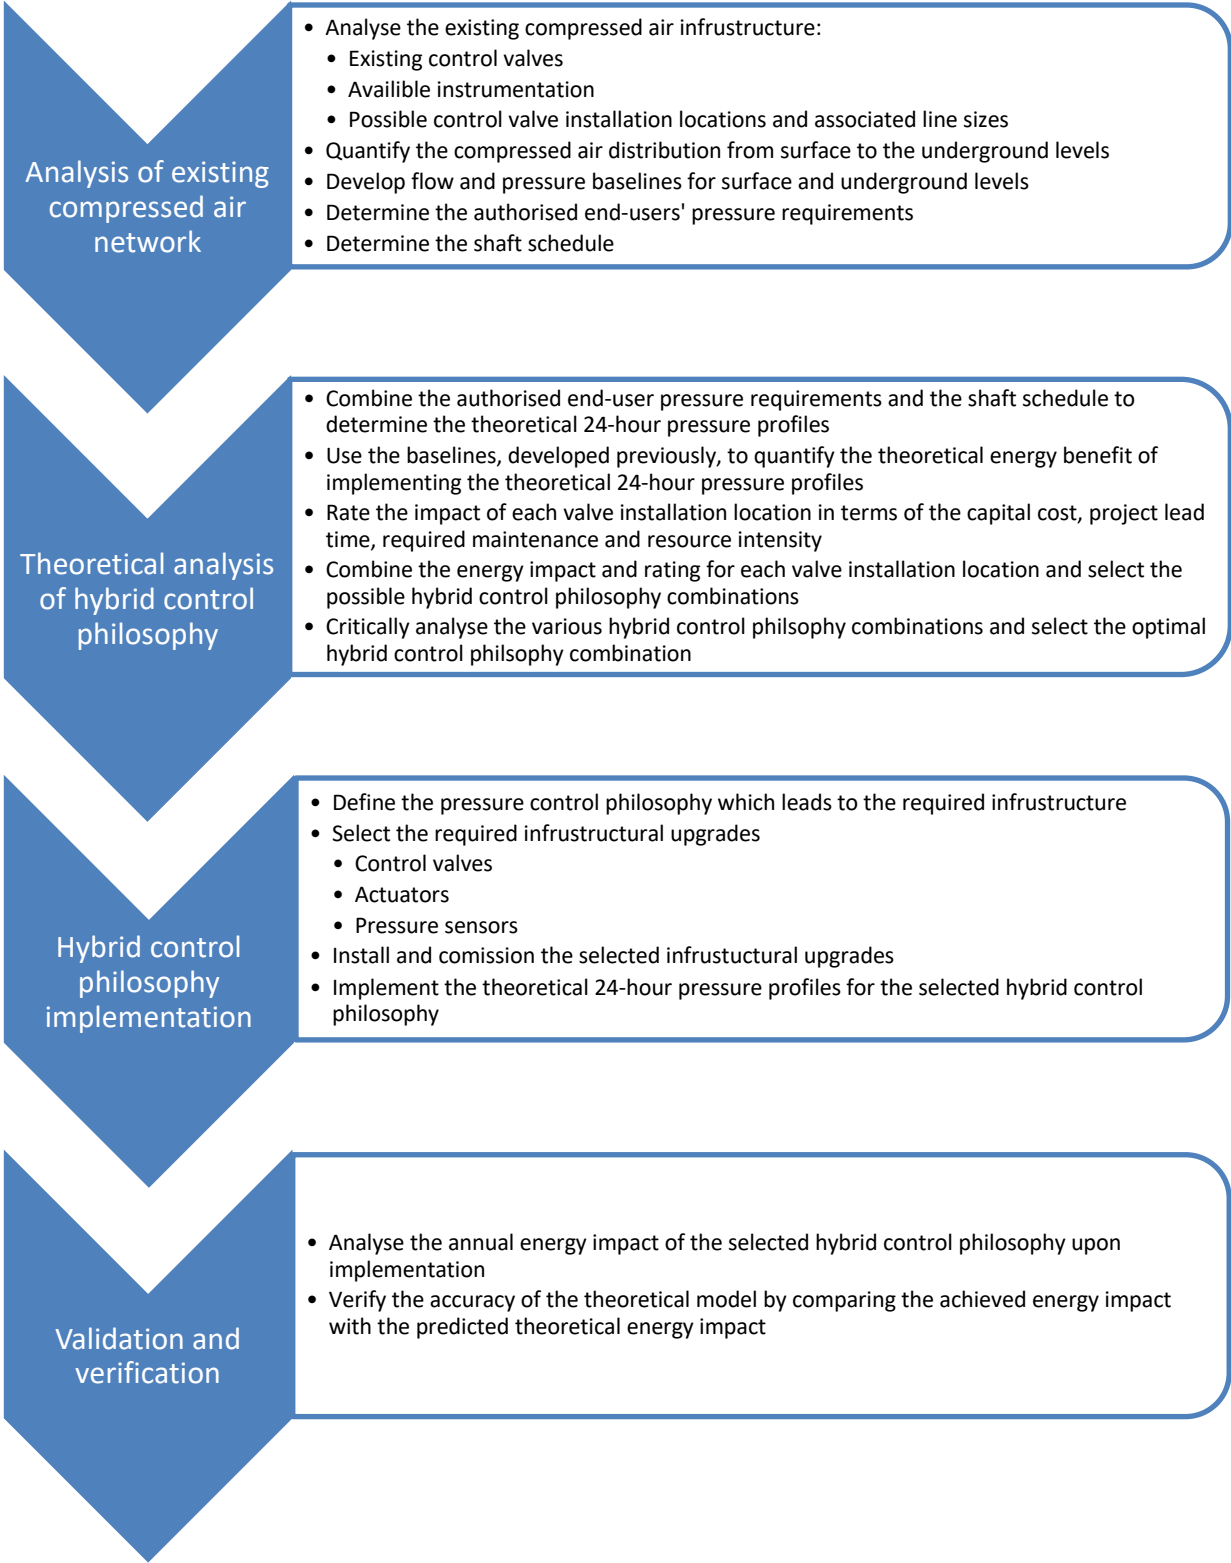 Analysis of existing
compressed air
network
• Analyse the existing compressed air infrustructure:
• Existing control valves
• Availible instrumentation
• Possible control valve installation locations and associated line sizes
• Quantify the compressed air distribution from surface to the underground levels
• Develop flow and pressure baselines for surface and underground levels
• Determine the authorised end-users' pressure requirements
• Determine the shaft schedule
Theoretical analysis
of hybrid control
philosophy
• Combine the authorised end-user pressure requirements and the shaft schedule to
determine the theoretical 24-hour pressure profiles
• Use the baselines, developed previously, to quantify the theoretical energy benefit of
implementing the theoretical 24-hour pressure profiles
• Rate the impact of each valve installation location in terms of the capital cost, project lead
time, required maintenance and resource intensity
• Combine the energy impact and rating for each valve installation location and select the
possible hybrid control philosophy combinations
• Critically analyse the various hybrid control philsophy combinations and select the optimal
hybrid control philsophy combination
Hybrid control
philosophy
implementation
• Define the pressure control philosophy which leads to the required infrustructure
• Select the required infrustructural upgrades
• Control valves
• Actuators
• Pressure sensors
• Install and comission the selected infrustuctural upgrades
• Implement the theoretical 24-hour pressure profiles for the selected hybrid control
philosophy
Validation and
verification
• Analyse the annual energy impact of the selected hybrid control philosophy upon
implementation
• Verify the accuracy of the theoretical model by comparing the achieved energy impact
with the predicted theoretical energy impact